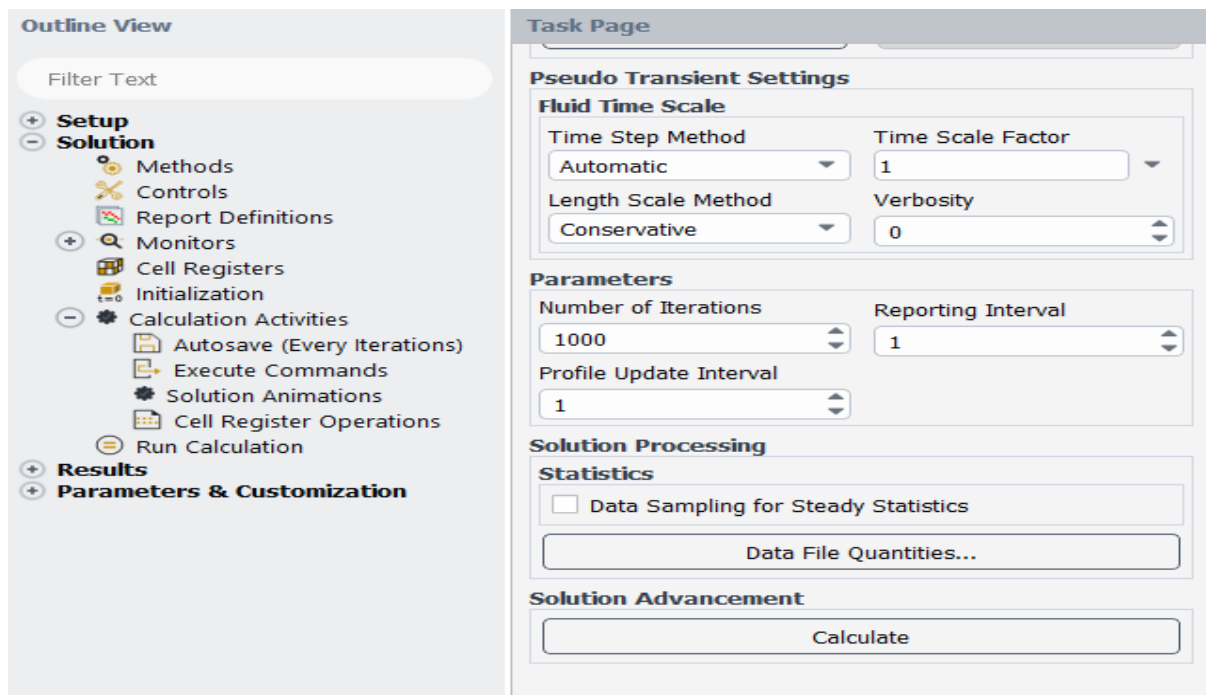 Outline View
Filter Text
Setup
Solution
Methods
Controls
Report Definitions
Monitors
Cell Registers
t=0 Initialization
Calculation Activities
Autosave (Every Iterations)
Execute Commands
Solution Animations
Cell Register Operations
Run Calculation
Results
Parameters & Customization
Task Page
Pseudo Transient Settings
Fluid Time Scale
Time Step Method Time Scale Factor
Automatic 1
Length Scale Method Verbosity
Conservative 0
Parameters
Number of Iterations Reporting Interval
1000 1
Profile Update Interval
1
Solution Processing
Statistics
Data Sampling for Steady Statistics
Data File Quantities...
Solution Advancement
Calculate